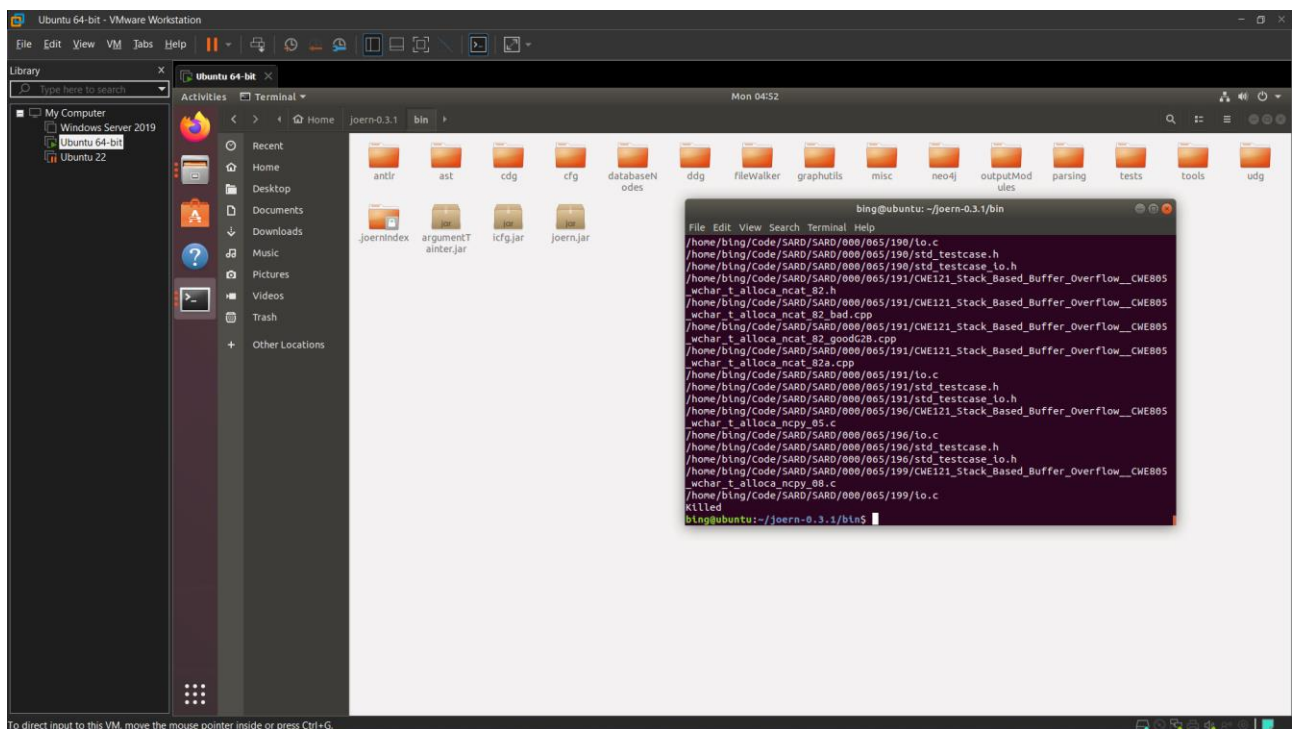 Ubuntu 64-bit - VMware Workstation
File Edit View VM Tabs Help
Library
Type here to search
My Computer
Windows Server 2019
Ubuntu 64-bit
Ubuntu 22
Ubuntu 64-bit
Activities Terminal Mon 04:52
Home joern-0.3.1 bin
Recent
Home
Desktop
Documents
Downloads
Music
Pictures
Videos
Trash
Other Locations
antlr ast cdg cfg databaseN ddg fileWalker graphutils misc neo4j outputMod parsing tests tools udg
odes ules
jar jar jar
.joernIndex argumentT icfg.jar joern.jar
ainter.jar
bing@ubuntu: ~/joern-0.3.1/bin
File Edit View Search Terminal Help
/home/bing/Code/SARD/SARD/000/065/190/io.c
/home/bing/Code/SARD/SARD/000/065/190/std_testcase.h
/home/bing/Code/SARD/SARD/000/065/190/std_testcase_io.h
/home/bing/Code/SARD/SARD/000/065/191/CWE121_Stack_Based_Buffer_Overflow__CWE805
_wchar_t_alloca_ncat_82.h
/home/bing/Code/SARD/SARD/000/065/191/CWE121_Stack_Based_Buffer_Overflow__CWE805
_wchar_t_alloca_ncat_82_bad.cpp
/home/bing/Code/SARD/SARD/000/065/191/CWE121_Stack_Based_Buffer_Overflow__CWE805
_wchar_t_alloca_ncat_82_goodG2B.cpp
/home/bing/Code/SARD/SARD/000/065/191/CWE121_Stack_Based_Buffer_Overflow__CWE805
_wchar_t_alloca_ncat_82a.cpp
/home/bing/Code/SARD/SARD/000/065/191/io.c
/home/bing/Code/SARD/SARD/000/065/191/std_testcase.h
/home/bing/Code/SARD/SARD/000/065/191/std_testcase_io.h
/home/bing/Code/SARD/SARD/000/065/196/CWE121_Stack_Based_Buffer_Overflow__CWE805
_wchar_t_alloca_ncpy_05.c
/home/bing/Code/SARD/SARD/000/065/196/io.c
/home/bing/Code/SARD/SARD/000/065/196/std_testcase.h
/home/bing/Code/SARD/SARD/000/065/196/std_testcase_io.h
/home/bing/Code/SARD/SARD/000/065/199/CWE121_Stack_Based_Buffer_Overflow__CWE805
_wchar_t_alloca_ncpy_08.c
/home/bing/Code/SARD/SARD/000/065/199/io.c
Killed
bing@ubuntu:~/joern-0.3.1/bin$
To direct input to this VM, move the mouse pointer inside or press Ctrl+G.